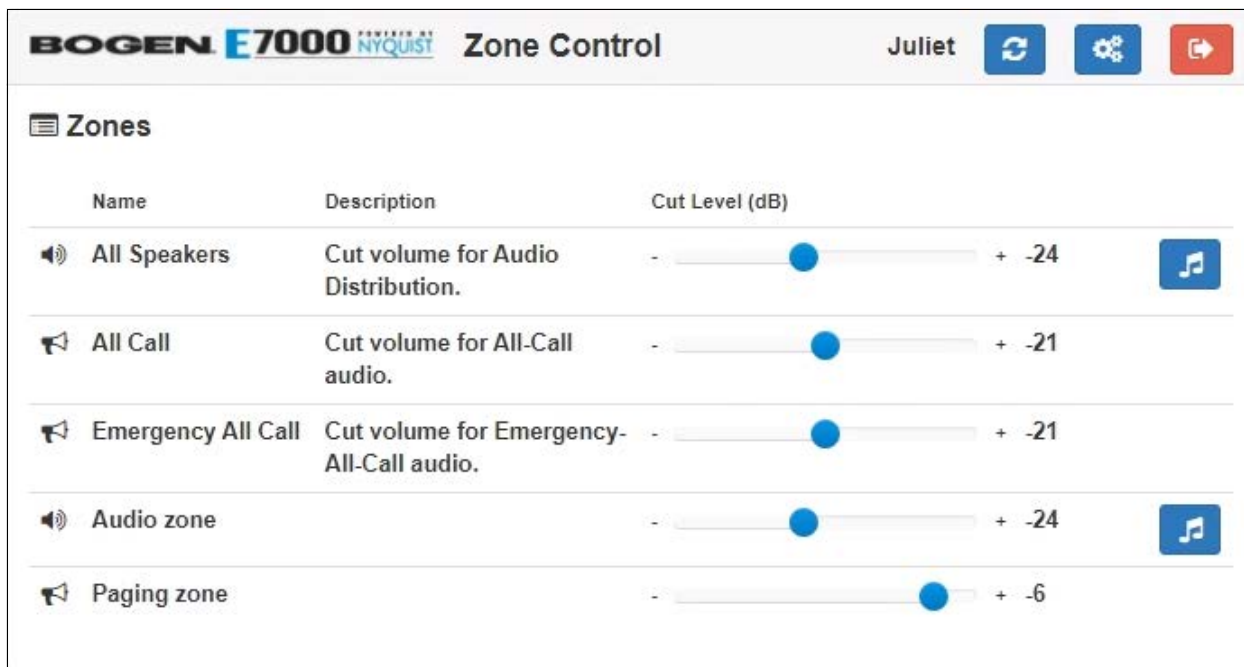 BOGEN E7000 POWERED BY NYQUIST Zone Control Juliet
Zones
Name Description Cut Level (dB)
All Speakers Cut volume for Audio - + -24
Distribution.
All Call Cut volume for All-Call - + -21
audio.
Emergency All Call Cut volume for Emergency- - + -21
All-Call audio.
Audio zone - + -24
Paging zone - + -6